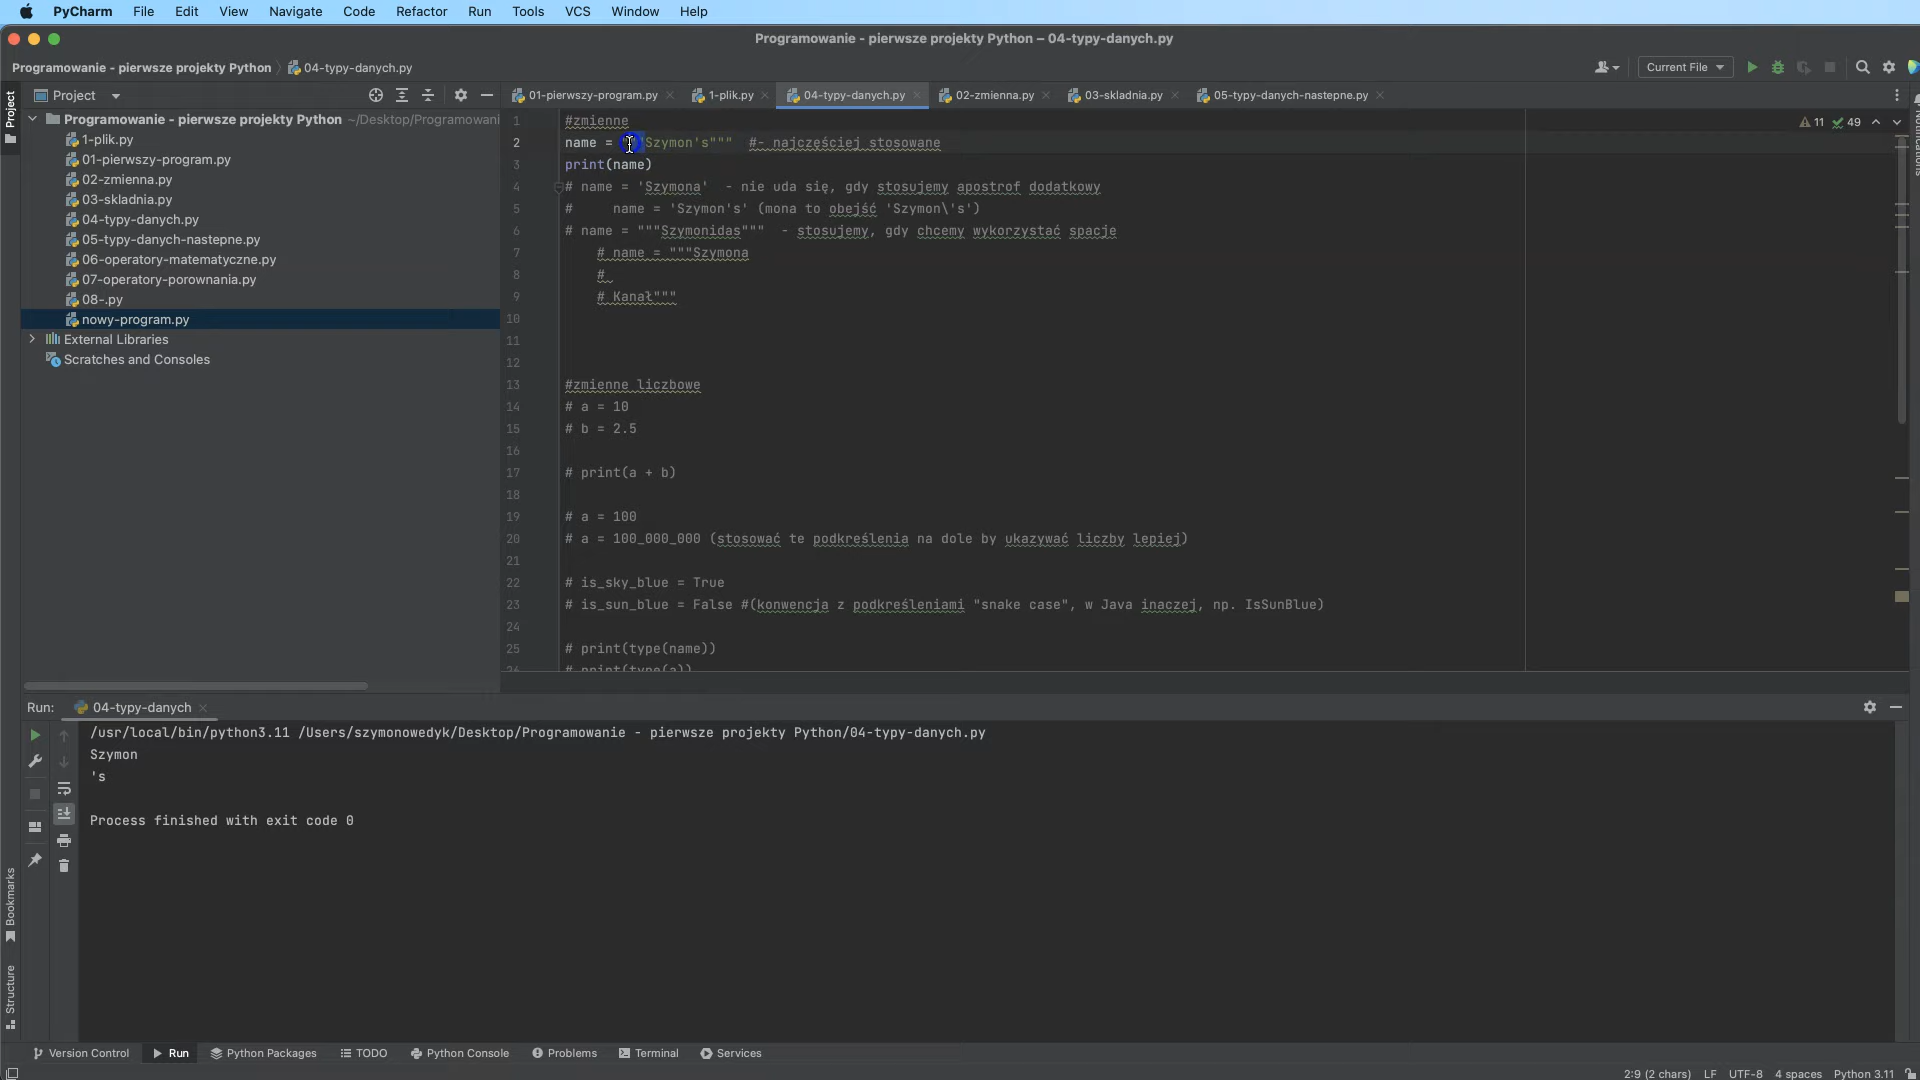 PyCharm File Edit View Navigate Code Refactor Run Tools VCS Window Help
Programowanie - pierwsze projekty Python – 04-typy-danych.py
Programowanie - pierwsze projekty Python 04-typy-danych.py Current File
Project 01-pierwszy-program.py 1-plik.py 04-typy-danych.py 02-zmienna.py 03-skladnia.py 05-typy-danych-nastepne.py
Project
Notifications
Programowanie - pierwsze projekty Python ~/Desktop/Programowani
1-plik.py
01-pierwszy-program.py
02-zmienna.py
03-skladnia.py
04-typy-danych.py
05-typy-danych-nastepne.py
06-operatory-matematyczne.py
07-operatory-porownania.py
08-.py
nowy-program.py
External Libraries
Scratches and Consoles
11 49
1 #zmienne
2 name = Szymon's""" #- najczęściej stosowane
3 print(name)
4 # name = 'Szymona' - nie uda się, gdy stosujemy apostrof dodatkowy
5 # name = 'Szymon's' (mona to obejść 'Szymon\'s')
6 # name = """Szymonidas""" - stosujemy, gdy chcemy wykorzystać spacje
7 # name = """Szymona
8 #
9 # Kanał"""
10
11
12
13 #zmienne liczbowe
14 # a = 10
15 # b = 2.5
16
17 # print(a + b)
18
19 # a = 100
20 # a = 100_000_000 (stosować te podkreślenia na dole by ukazywać liczby lepiej)
21
22 # is_sky_blue = True
23 # is_sun_blue = False #(konwencja z podkreśleniami "snake case", w Java inaczej, np. IsSunBlue)
24
25 # print(type(name))
26 # print(type(a))
Run: 04-typy-danych
/usr/local/bin/python3.11 /Users/szymonowedyk/Desktop/Programowanie - pierwsze projekty Python/04-typy-danych.py
Szymon
's
Process finished with exit code 0
Bookmarks
Structure
Version Control Run Python Packages TODO Python Console Problems Terminal Services
2:9 (2 chars) LF UTF-8 4 spaces Python 3.11